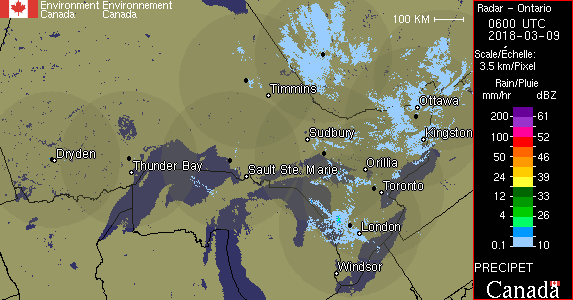 Environment Environnement
Canada Canada
100 KM
Timmins
Ottawa
Sudbury
Kingston
Dryden
Thunder Bay
Sault Ste. Marie
Orillia
Toronto
London
Windsor
Radar – Ontario
0600 UTC
2018-03-09
Scale/Échelle:
3.5 km/Pixel
Rain/Pluie
mm/hr dBZ
200 61
100 52
50 46
24 39
12 33
4 26
1 20
0.1 10
PRECIPET
Canada